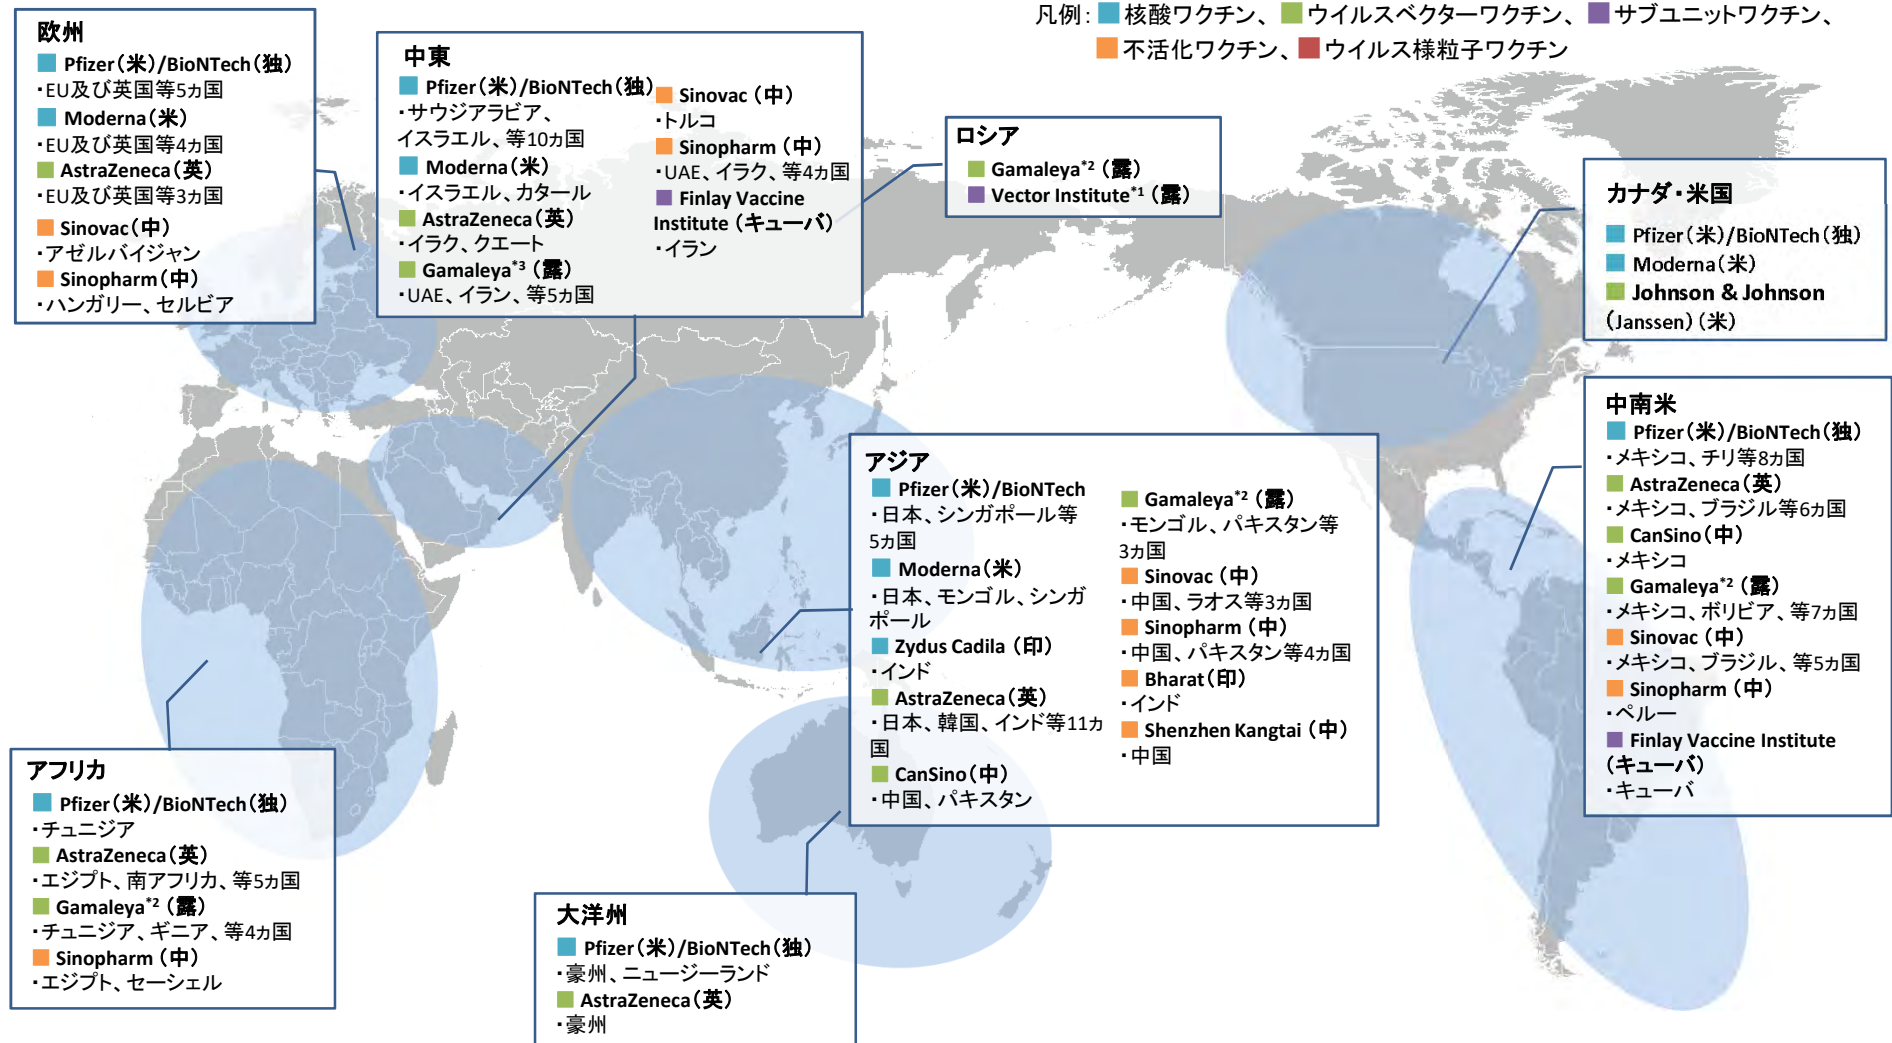 凡例: 核酸ワクチン、 ウイルスベクターワクチン、 サブユニットワクチン、
不活化ワクチン、 ウイルス様粒子ワクチン
欧州
Pfizer(米)/BioNTech(独)
・EU及び英国等5ヵ国
Moderna(米)
・EU及び英国等4ヵ国
AstraZeneca(英)
・EU及び英国等3ヵ国
Sinovac(中)
・アゼルバイジャン
Sinopharm(中)
・ハンガリー、セルビア
中東
Pfizer(米)/BioNTech(独)
・サウジアラビア、
イスラエル、等10ヵ国
Moderna(米)
・イスラエル、カタール
AstraZeneca(英)
・イラク、クエート
Gamaleya*3 (露)
・UAE、イラン、等5ヵ国
Sinovac (中)
・トルコ
Sinopharm (中)
・UAE、イラク、等4ヵ国
Finlay Vaccine
Institute (キューバ)
・イラン
ロシア
Gamaleya*2 (露)
Vector Institute*1 (露)
カナダ・米国
Pfizer(米)/BioNTech(独)
Moderna(米)
Johnson & Johnson
(Janssen) (米)
中南米
Pfizer(米)/BioNTech(独)
・メキシコ、チリ等8ヵ国
AstraZeneca(英)
・メキシコ、ブラジル等6ヵ国
CanSino(中)
・メキシコ
Gamaleya*2 (露)
・メキシコ、ボリビア、等7ヵ国
Sinovac (中)
・メキシコ、ブラジル、等5ヵ国
Sinopharm (中)
・ペルー
Finlay Vaccine Institute
(キューバ)
・キューバ
アジア
Pfizer(米)/BioNTech
・日本、シンガポール等
5ヵ国
Moderna(米)
・日本、モンゴル、シンガ
ポール
Zydus Cadila (印)
・インド
AstraZeneca(英)
・日本、韓国、インド等11ヵ
国
CanSino(中)
・中国、パキスタン
Gamaleya*2 (露)
・モンゴル、パキスタン等
3ヵ国
Sinovac (中)
・中国、ラオス等3ヵ国
Sinopharm (中)
・中国、パキスタン等4ヵ国
Bharat(印)
・インド
Shenzhen Kangtai (中)
・中国
アフリカ
Pfizer(米)/BioNTech(独)
・チュニジア
AstraZeneca(英)
・エジプト、南アフリカ、等5ヵ国
Gamaleya*2 (露)
・チュニジア、ギニア、等4ヵ国
Sinopharm (中)
・エジプト、セーシェル
大洋州
Pfizer(米)/BioNTech(独)
・豪州、ニュージーランド
AstraZeneca(英)
・豪州